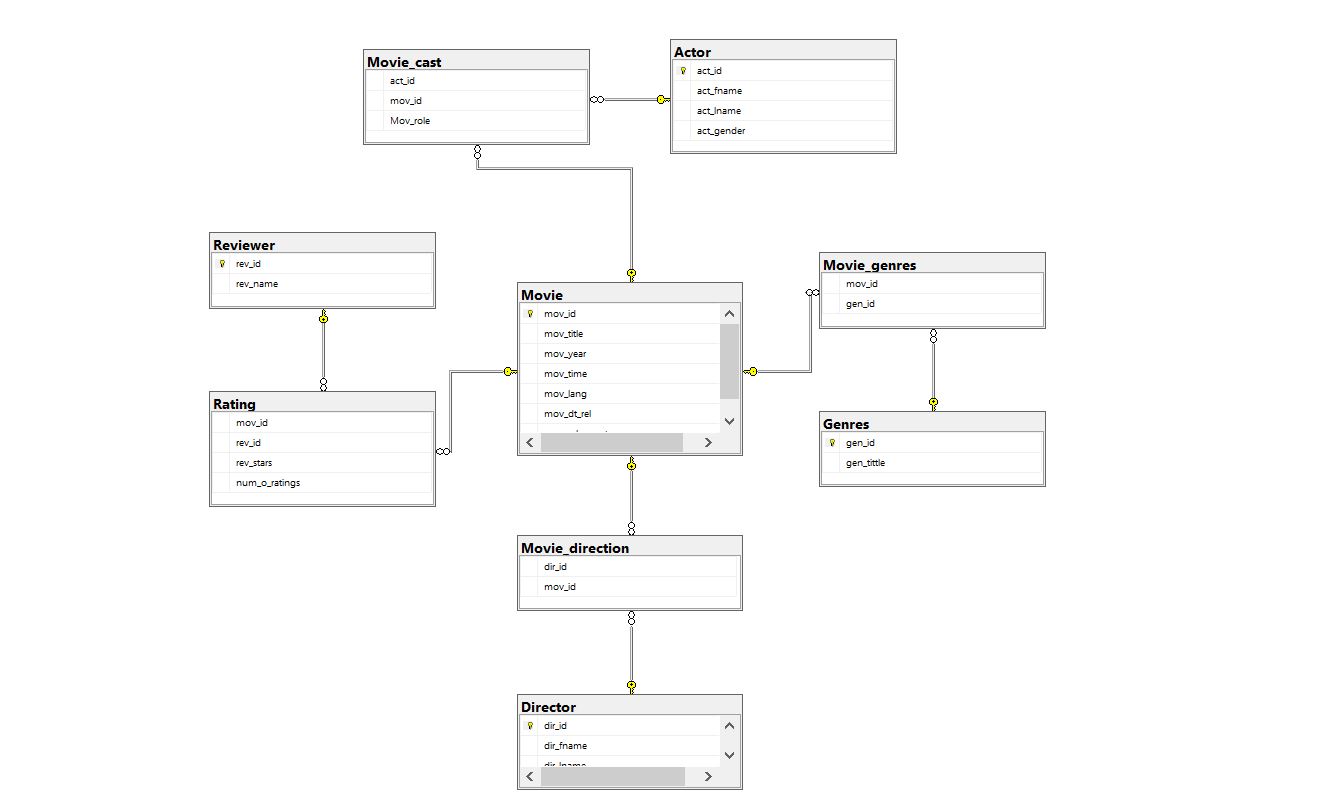 Movie_cast
act_id
mov_id
Mov_role
Actor
act_id
act_fname
act_lname
act_gender
Reviewer
rev_id
rev_name
Movie
mov_id
mov_title
mov_year
mov_time
mov_lang
mov_dt_rel
Movie_genres
mov_id
gen_id
Rating
mov_id
rev_id
rev_stars
num_o_ratings
Genres
gen_id
gen_tittle
Movie_direction
dir_id
mov_id
Director
dir_id
dir_fname
dir_lname